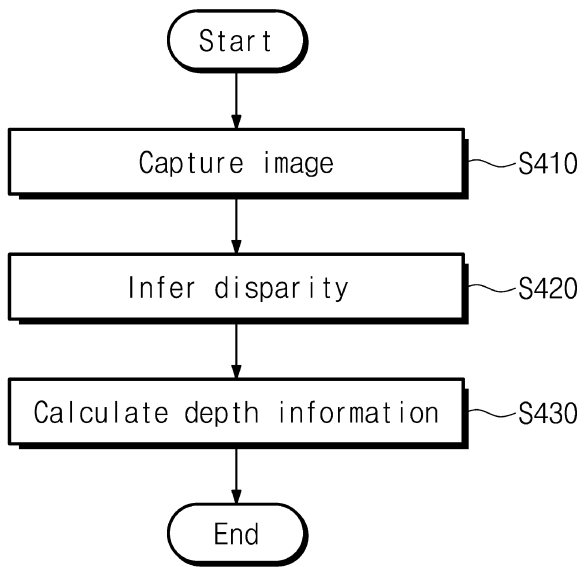 Start
Capture image
S410
Infer disparity
S420
Calculate depth information
S430
End